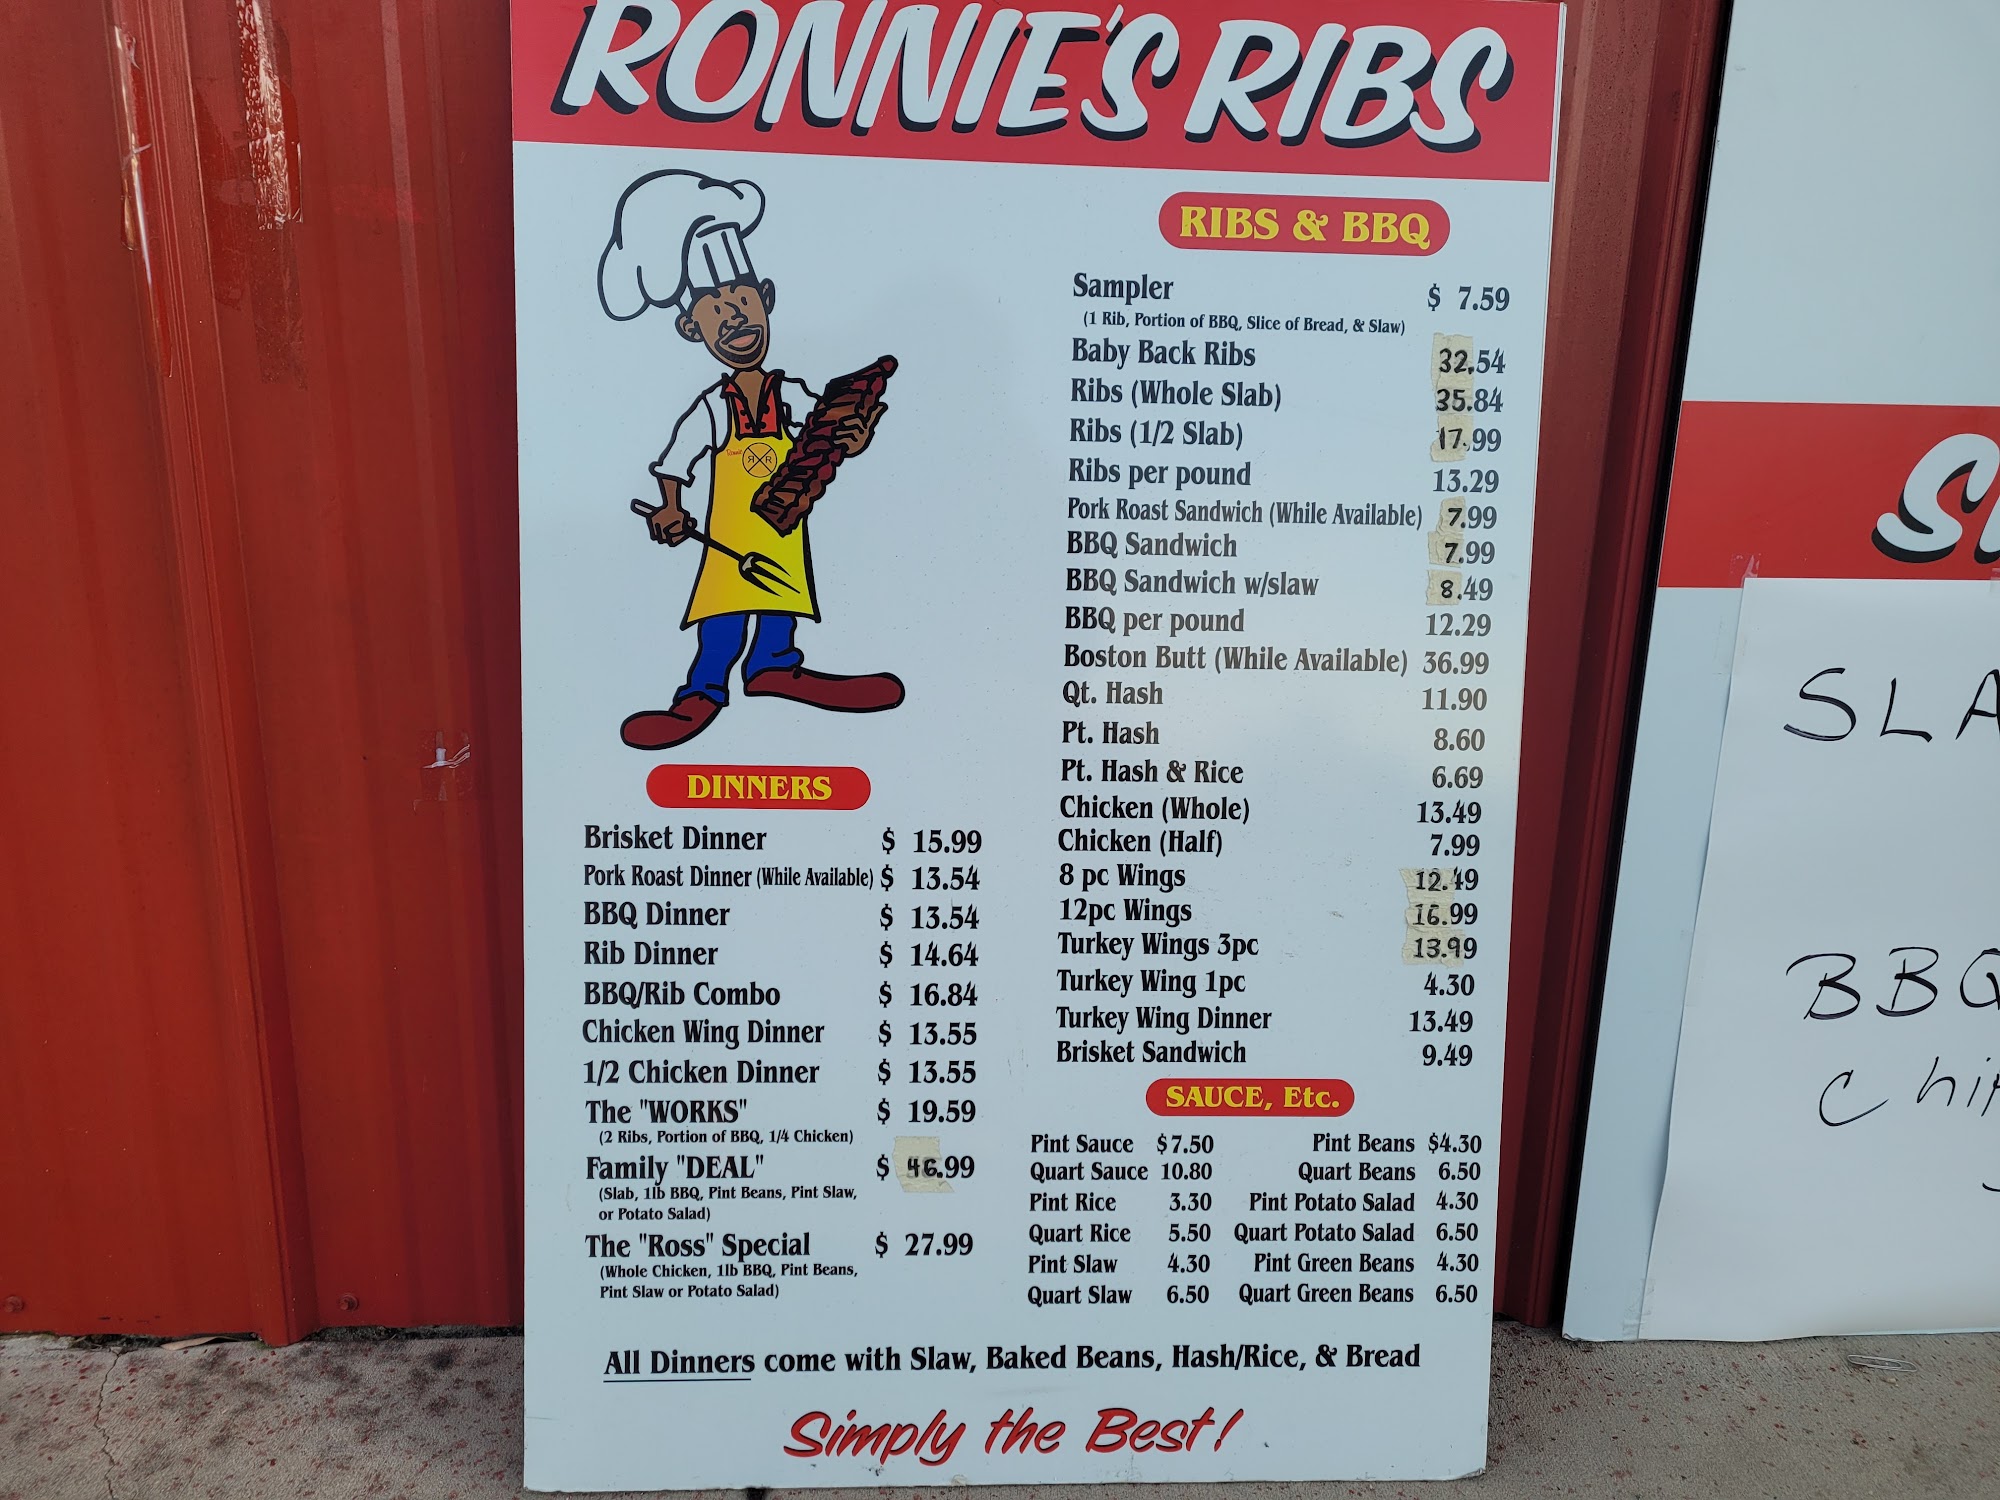 RONNIE'S RIBS
RIBS & BBQ
Sampler $ 7.59
(1 Rib, Portion of BBQ, Slice of Bread, & Slaw)
Baby Back Ribs 32.54
Ribs (Whole Slab) 35.84
Ribs (1/2 Slab) 17.99
Ribs per pound 13.29
Pork Roast Sandwich (While Available) 7.99
BBQ Sandwich 7.99
BBQ Sandwich w/slaw 8.49
BBQ per pound 12.29
Boston Butt (While Available) 36.99
Qt. Hash 11.90
Pt. Hash 8.60
Pt. Hash & Rice 6.69
Chicken (Whole) 13.49
Chicken (Half) 7.99
8 pc Wings 12.49
12pc Wings 16.99
Turkey Wings 3pc 13.99
Turkey Wing 1pc 4.30
Turkey Wing Dinner 13.49
Brisket Sandwich 9.49
DINNERS
Brisket Dinner $ 15.99
Pork Roast Dinner (While Available) $ 13.54
BBQ Dinner $ 13.54
Rib Dinner $ 14.64
BBQ/Rib Combo $ 16.84
Chicken Wing Dinner $ 13.55
1/2 Chicken Dinner $ 13.55
The "WORKS" $ 19.59
(2 Ribs, Portion of BBQ, 1/4 Chicken)
Family "DEAL" $ 46.99
(Slab, 1lb BBQ, Pint Beans, Pint Slaw,
or Potato Salad)
The "Ross" Special $ 27.99
(Whole Chicken, 1lb BBQ, Pint Beans,
Pint Slaw or Potato Salad)
SAUCE, Etc.
Pint Sauce $7.50 Pint Beans $4.30
Quart Sauce 10.80 Quart Beans 6.50
Pint Rice 3.30 Pint Potato Salad 4.30
Quart Rice 5.50 Quart Potato Salad 6.50
Pint Slaw 4.30 Pint Green Beans 4.30
Quart Slaw 6.50 Quart Green Beans 6.50
All Dinners come with Slaw, Baked Beans, Hash/Rice, & Bread
Simply the Best!
SLA
BBQ